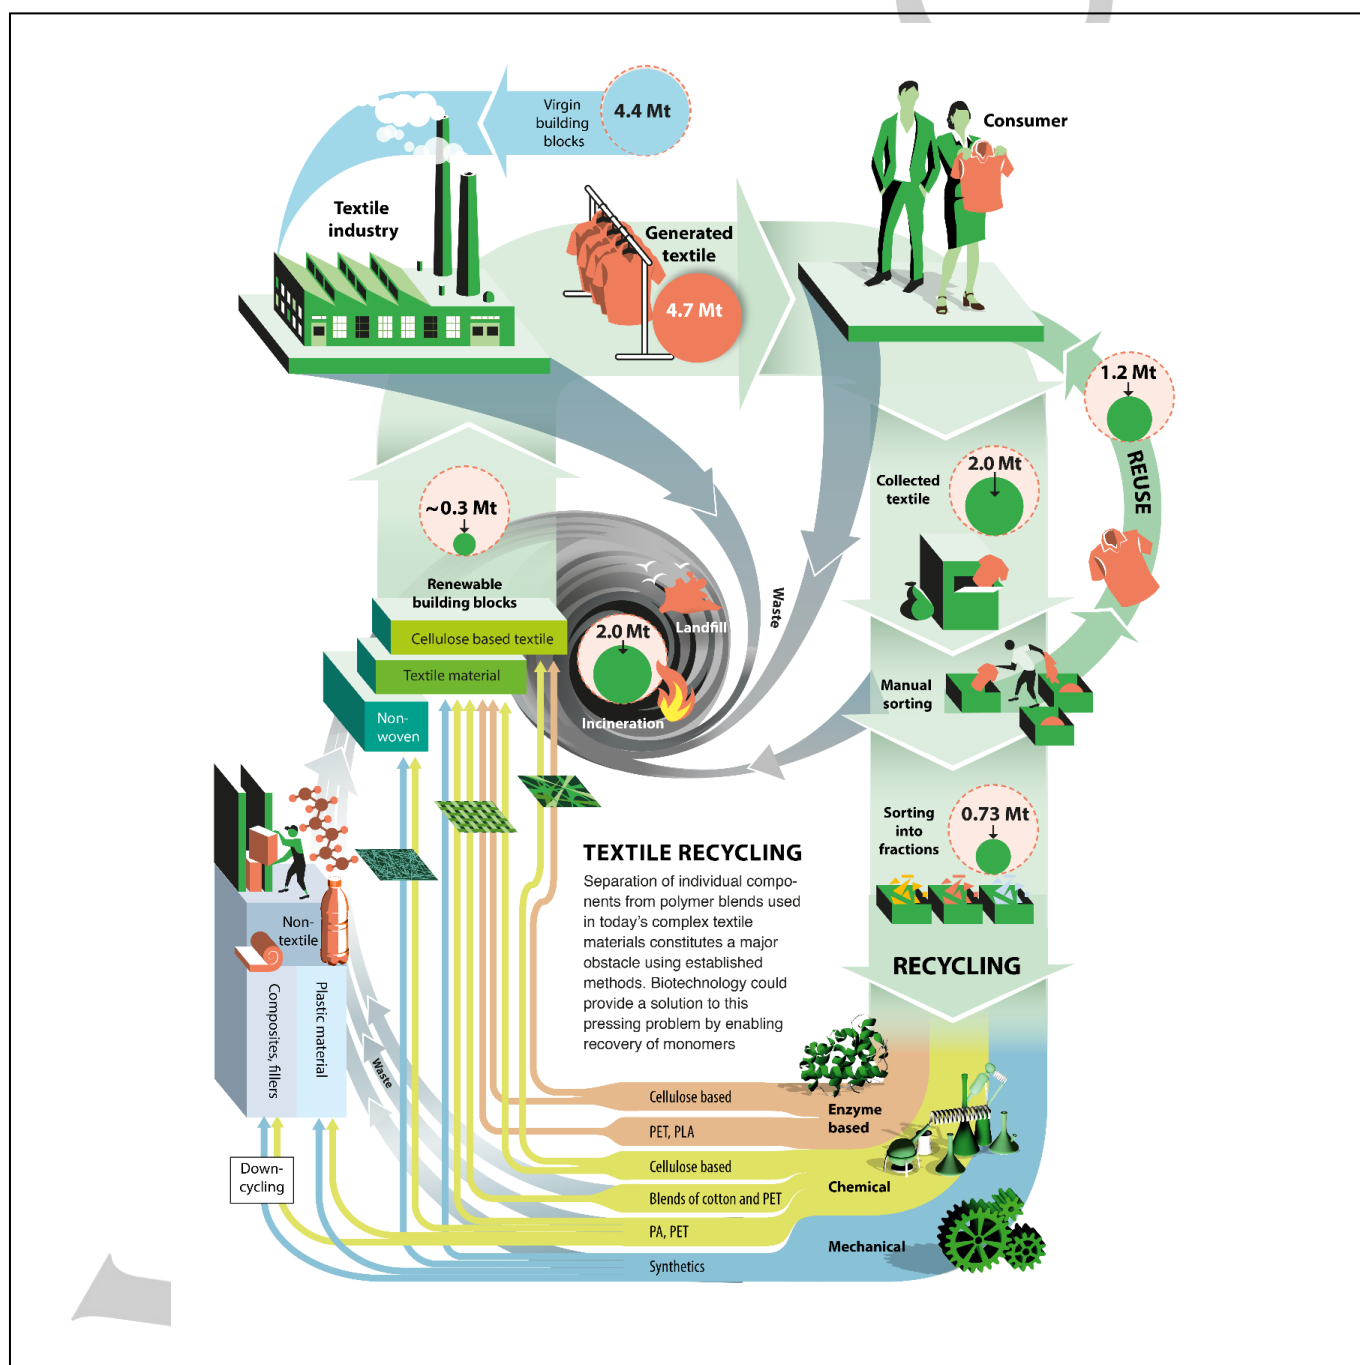 Virgin
building
blocks
4.4 Mt
Consumer
Textile
industry
Generated
textile
4.7 Mt
1.2 Mt
REUSE
Collected
textile
2.0 Mt
~0.3 Mt
Renewable
building blocks
Cellulose based textile
Textile material
Non-
woven
Landfill
2.0 Mt
Incineration
Waste
Manual
sorting
Sorting
into
fractions
0.73 Mt
RECYCLING
TEXTILE RECYCLING
Separation of individual compo-
nents from polymer blends used
in today's complex textile
materials constitutes a major
obstacle using established
methods. Biotechnology could
provide a solution to this
pressing problem by enabling
recovery of monomers
Non-
textile
Composites, fillers
Plastic material
Waste
Down-
cycling
Cellulose based
PET, PLA
Enzyme
based
Cellulose based
Blends of cotton and PET
Chemical
PA, PET
Synthetics
Mechanical